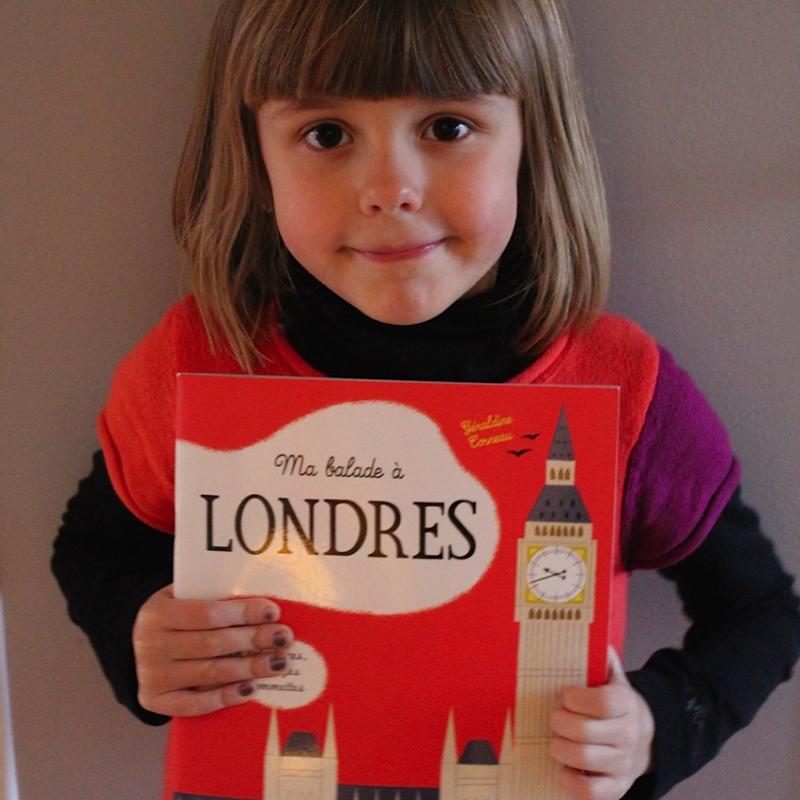 Géraldine
Cosneau
Ma balade à
LONDRES